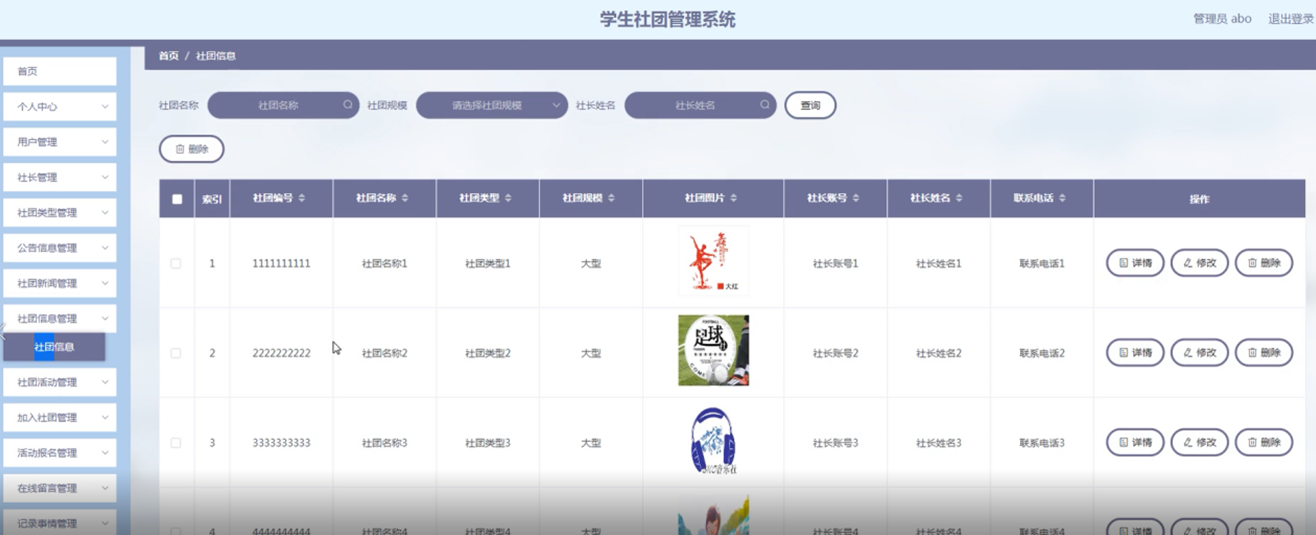 学生社团管理系统
管理员 abo 退出登录
首页 / 社团信息
首页
个人中心
用户管理
社长管理
社团类型管理
公告信息管理
社团新闻管理
社团信息管理
社团信息
社团活动管理
加入社团管理
活动报名管理
在线留言管理
记录事情管理
社团名称 社团名称 社团规模 请选择社团规模 社长姓名 社长姓名 查询
删除
索引 社团编号 社团名称 社团类型 社团规模 社团图片 社长账号 社长姓名 联系电话 操作
1 1111111111 社团名称1 社团类型1 大型 大红 社长账号1 社长姓名1 联系电话1 详情 修改 删除
2 2222222222 社团名称2 社团类型2 大型 FOOTBALL 足球 社长账号2 社长姓名2 联系电话2 详情 修改 删除
3 3333333333 社团名称3 社团类型3 大型 社长账号3 社长姓名3 联系电话3 详情 修改 删除
4 4444444444 社团名称4 社团类型4 大型 社长账号4 社长姓名4 联系电话4 详情 修改 删除